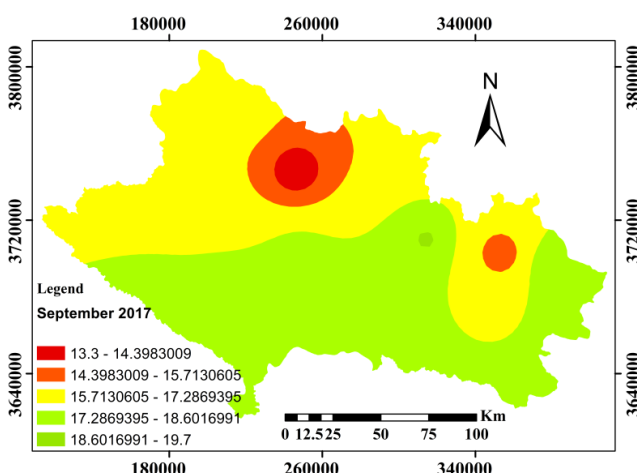 180000 260000 340000
3800000 3800000
N
3720000 3720000
Legend
September 2017
13.3 - 14.3983009
14.3983009 - 15.7130605
15.7130605 - 17.2869395
17.2869395 - 18.6016991
18.6016991 - 19.7
3640000 3640000
Km
0 12.5 25 50 75 100
180000 260000 340000